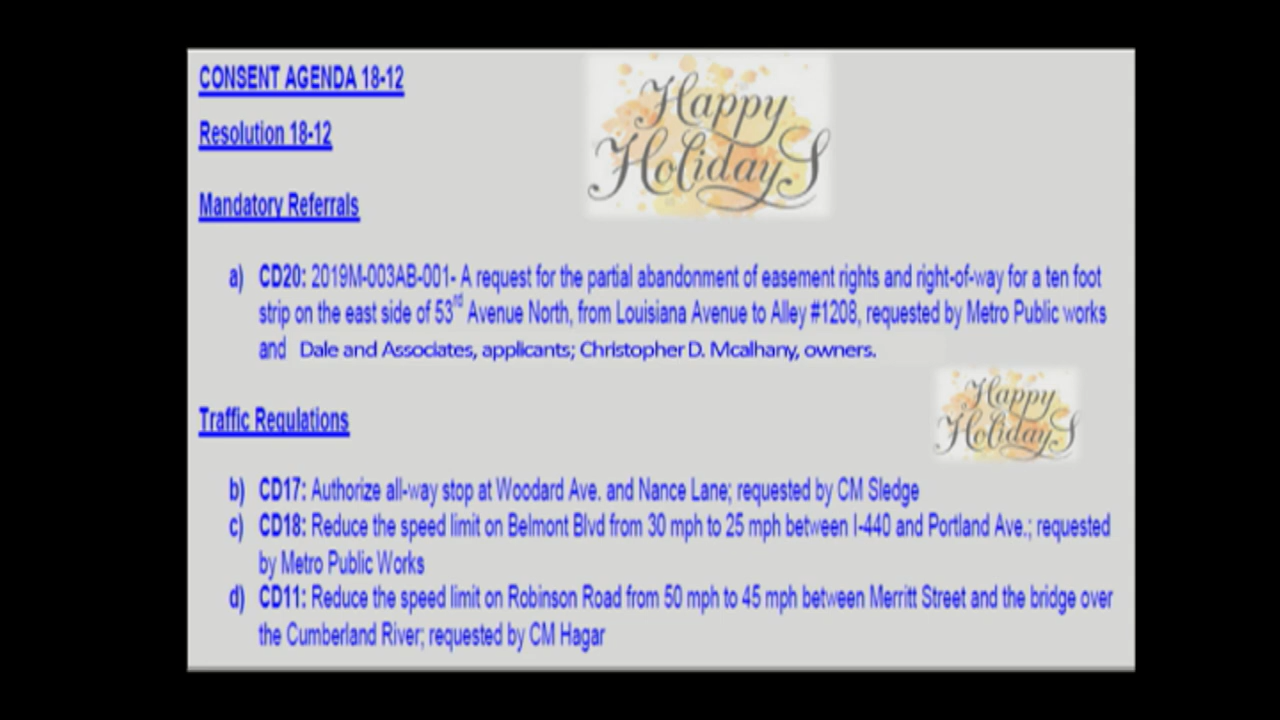 CONSENT AGENDA 18-12
Happy
Holidays
Resolution 18-12
Mandatory Referrals
a) CD20: 2019M-003AB-001- A request for the partial abandonment of easement rights and right-of-way for a ten foot
strip on the east side of 53rd Avenue North, from Louisiana Avenue to Alley #1208, requested by Metro Public works
and Dale and Associates, applicants; Christopher D. Mcalhany, owners.
Happy
Holidays
Traffic Regulations
b) CD17: Authorize all-way stop at Woodard Ave. and Nance Lane; requested by CM Sledge
c) CD18: Reduce the speed limit on Belmont Blvd from 30 mph to 25 mph between I-440 and Portland Ave.; requested
by Metro Public Works
d) CD11: Reduce the speed limit on Robinson Road from 50 mph to 45 mph between Merritt Street and the bridge over
the Cumberland River; requested by CM Hagar